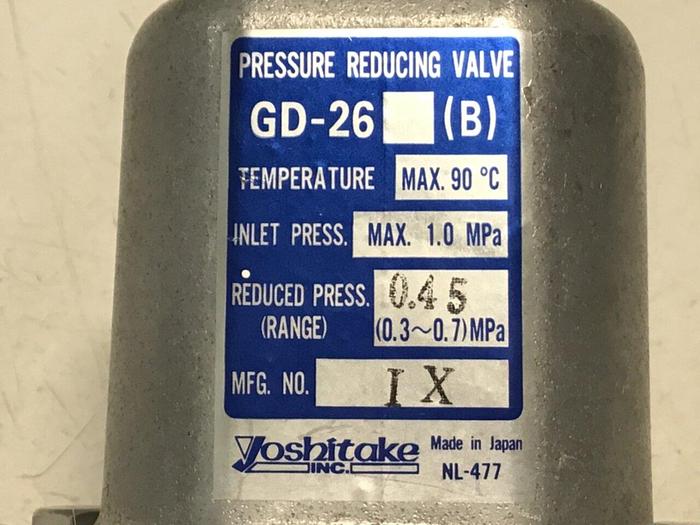 PRESSURE REDUCING VALVE
GD-26 (B)
TEMPERATURE MAX. 90 °C
INLET PRESS. MAX. 1.0 MPa
REDUCED PRESS. 0.45
(RANGE) (0.3～0.7)MPa
MFG. NO. IX
Yoshitake Made in Japan
INC. NL-477